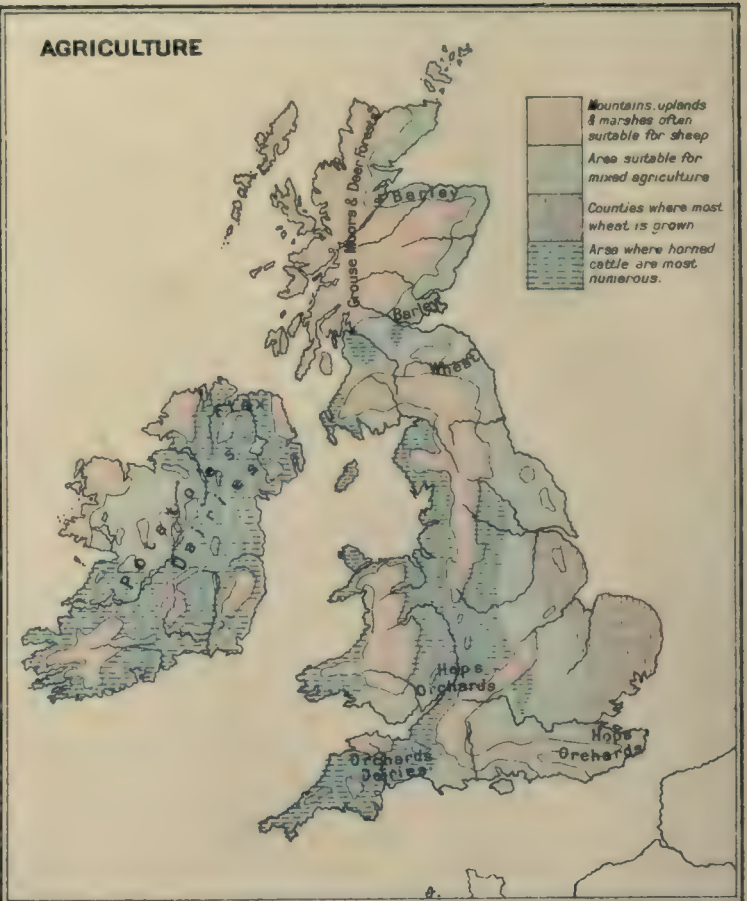 AGRICULTURE
Mountains, uplands
& marshes often
suitable for sheep
Area suitable for
mixed agriculture
Counties where most
wheat is grown
Area where horned
cattle are most
numerous.
Grouse Moors & Deer Forests
Barley
Barley
Wheat
Flax
Potatoes
Dairies
Hops
Orchards
Hops
Orchards
Orchards
Dairies.